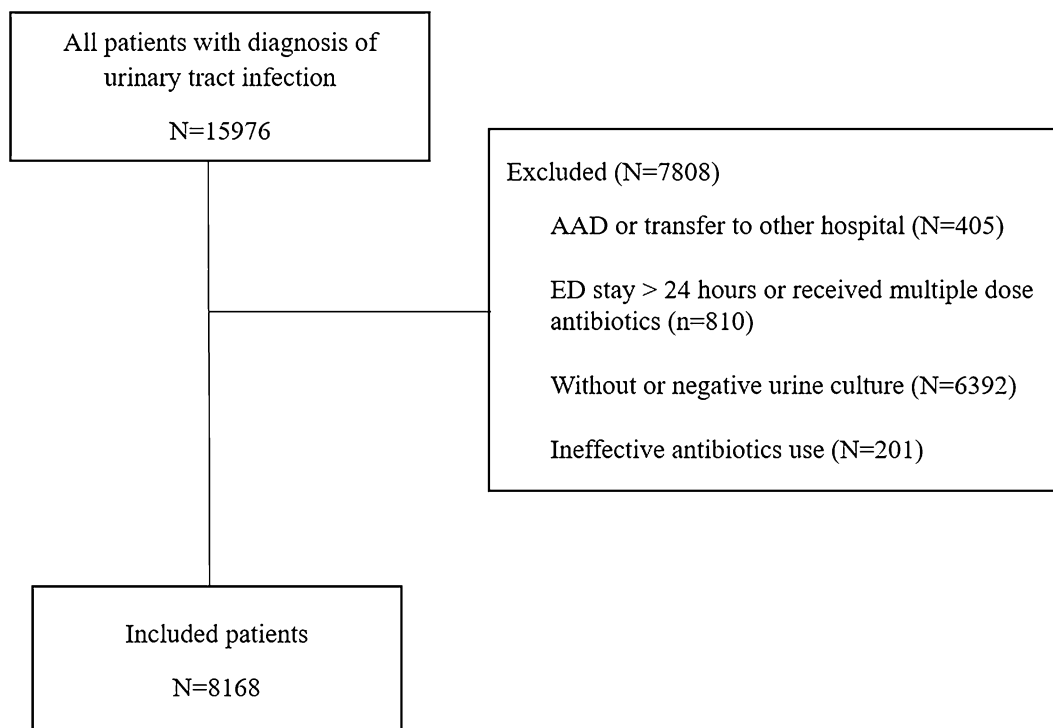 All patients with diagnosis of
urinary tract infection
N=15976
Excluded (N=7808)
AAD or transfer to other hospital (N=405)
ED stay > 24 hours or received multiple dose
antibiotics (n=810)
Without or negative urine culture (N=6392)
Ineffective antibiotics use (N=201)
Included patients
N=8168